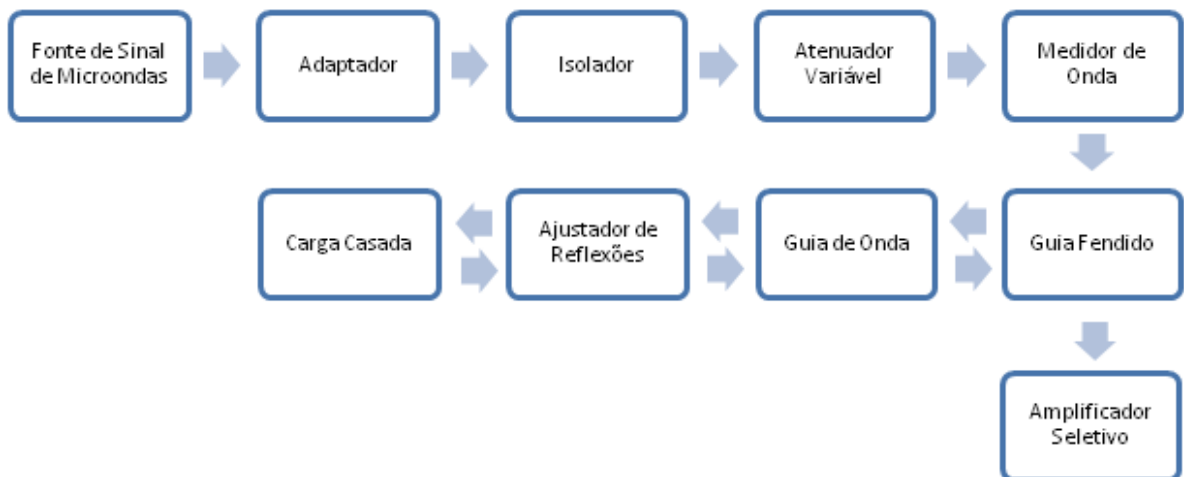 Fonte de Sinal
de Microondas
Adaptador
Isolador
Atenuador
Variável
Medidor de
Onda
Carga Casada
Ajustador de
Reflexões
Guia de Onda
Guia Fendido
Amplificador
Seletivo